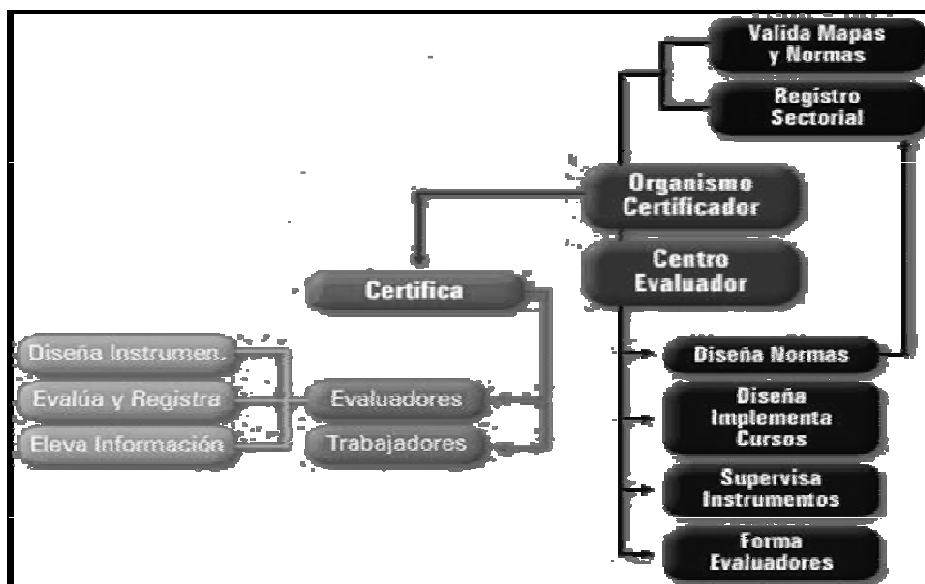 Valida Mapas
y Normas
Registro
Sectorial
Organismo
Certificador
Centro
Evaluador
Certifica
Diseña Instrumen.
Evalúa y Registra
Eleva Información
Evaluadores
Trabajadores
Diseña Normas
Diseña
Implementa
Cursos
Supervisa
Instrumentos
Forma
Evaluadores